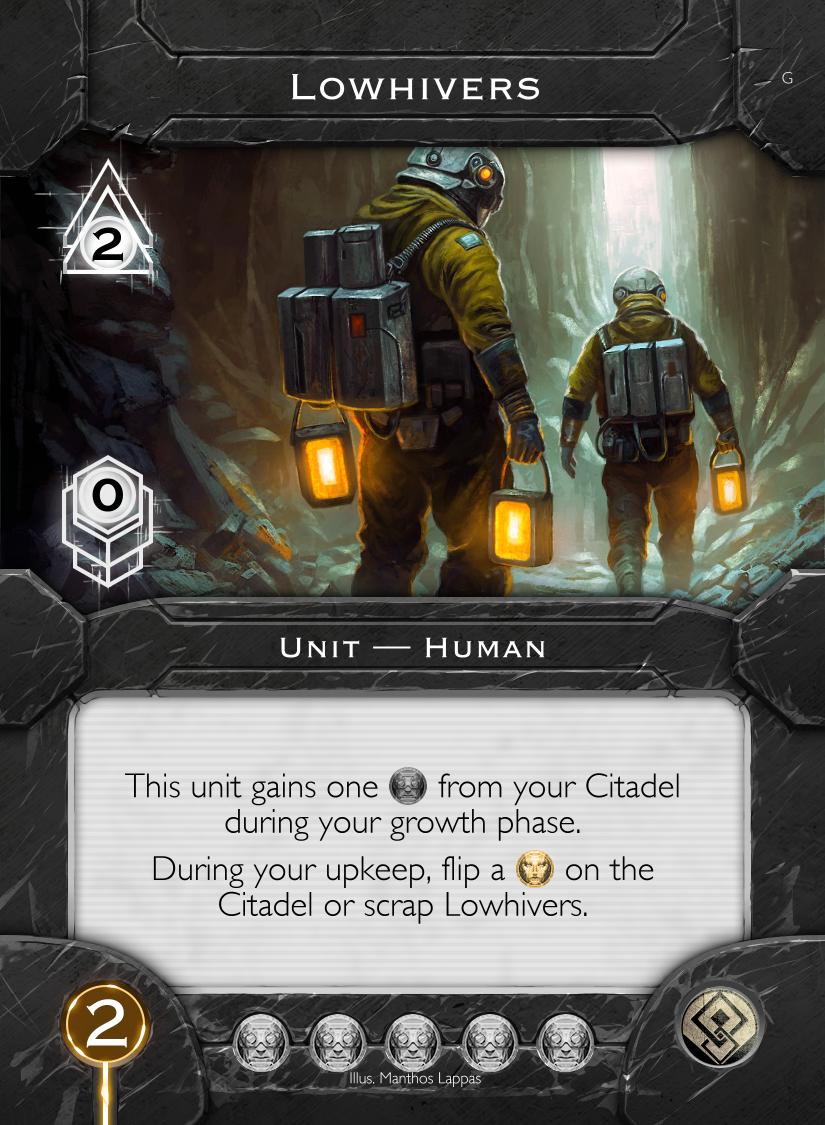 Lowhivers
G
2
0
Unit — Human
This unit gains one from your Citadel
during your growth phase.
During your upkeep, flip a on the
Citadel or scrap Lowhivers.
2
Illus. Manthos Lappas